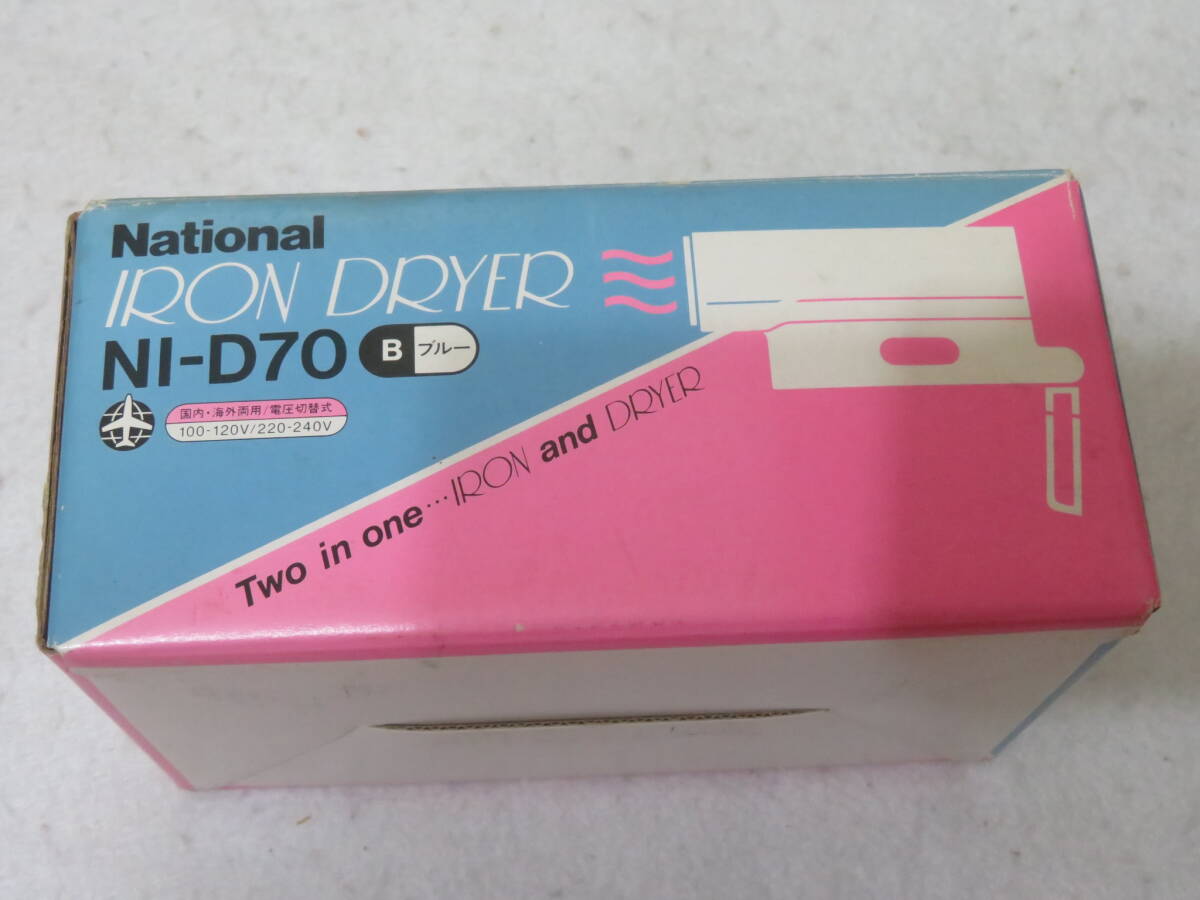 National
IRON DRYER
NI-D70 B ブルー
国内・海外両用/電圧切替式
100-120V/220-240V
Two in one…IRON and DRYER